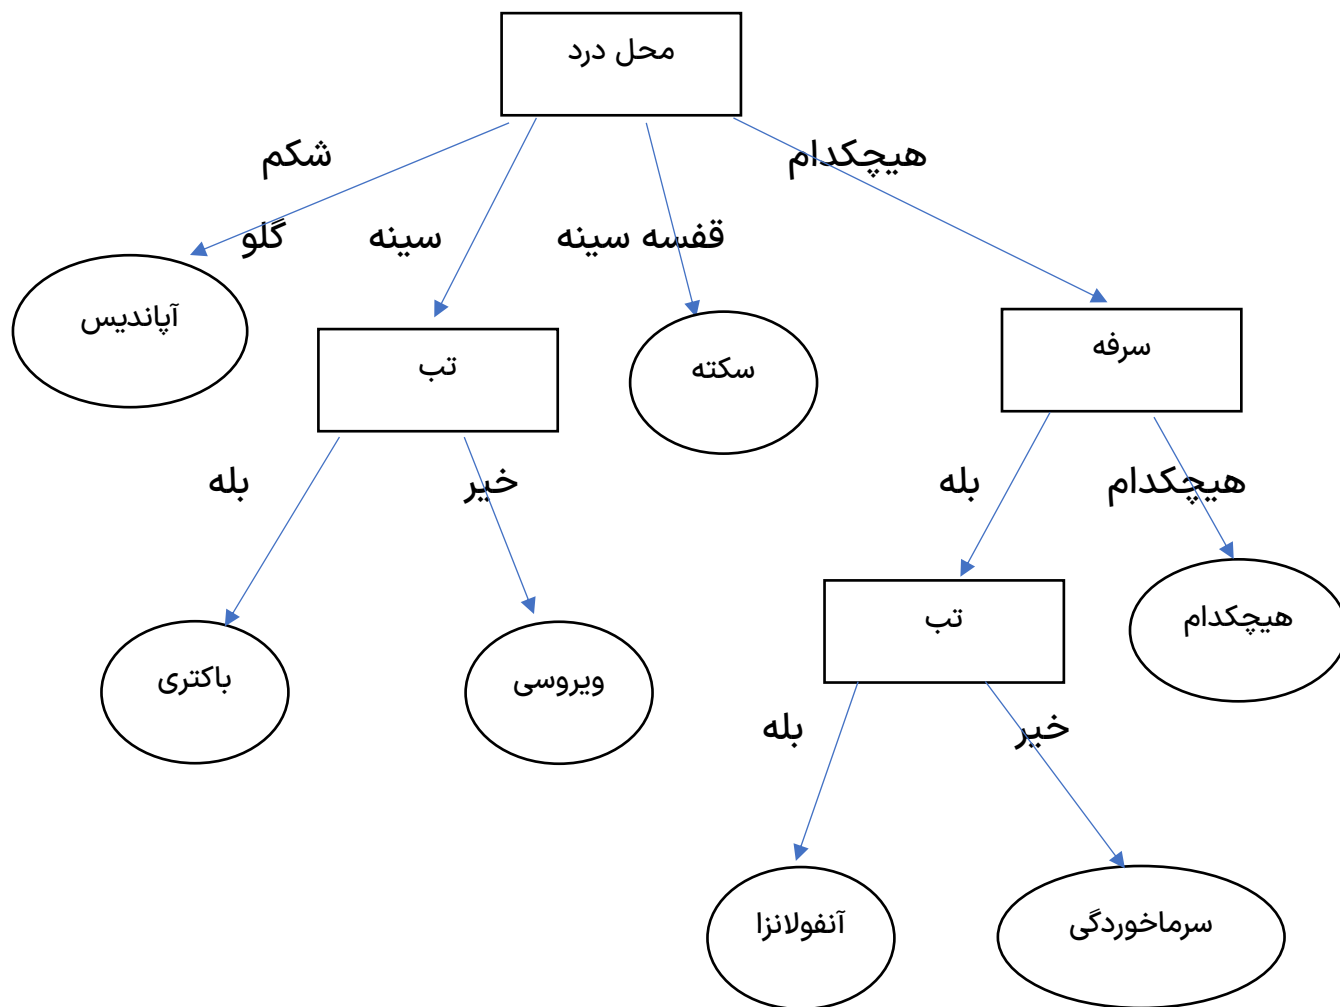 محل درد
شکم
هیچکدام
گلو
سینه
قفسه سینه
آپاندیس
تب
سکته
سرفه
بله
خیر
بله
هیچکدام
باکتری
ویروسی
تب
هیچکدام
بله
خیر
آنفولانزا
سرماخوردگی